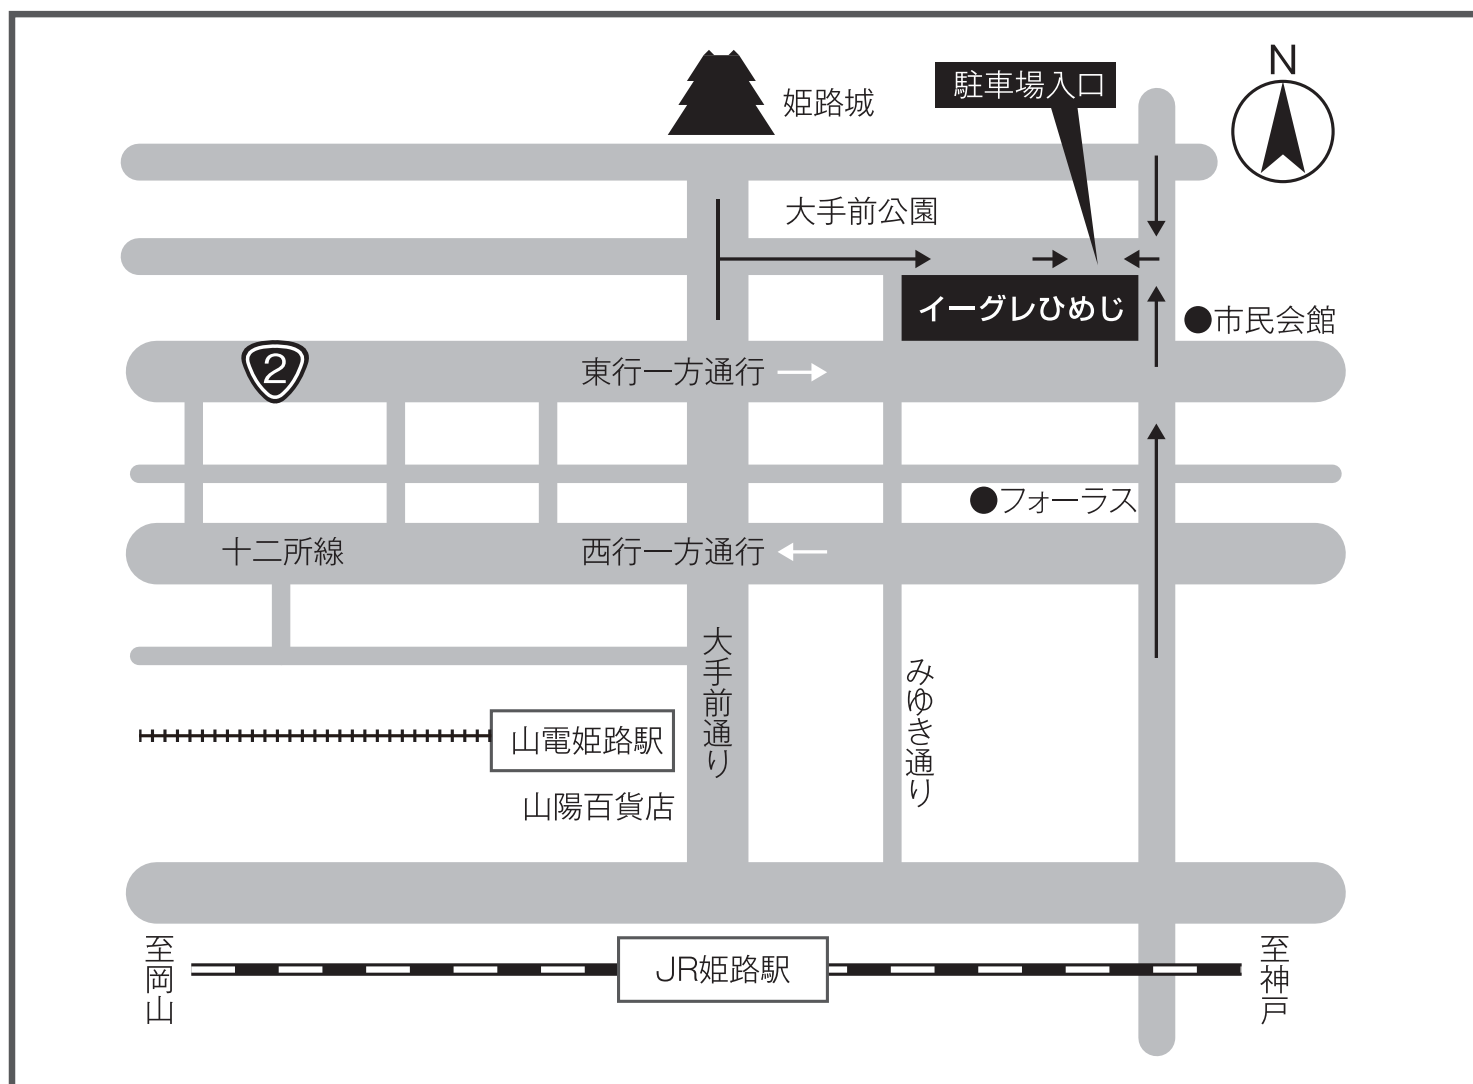 N
駐車場入口
姫路城
大手前公園
イーグレひめじ
●市民会館
2
東行一方通行
●フォーラス
十二所線
西行一方通行
大手前通り
みゆき通り
山電姫路駅
山陽百貨店
至岡山
JR姫路駅
至神戸